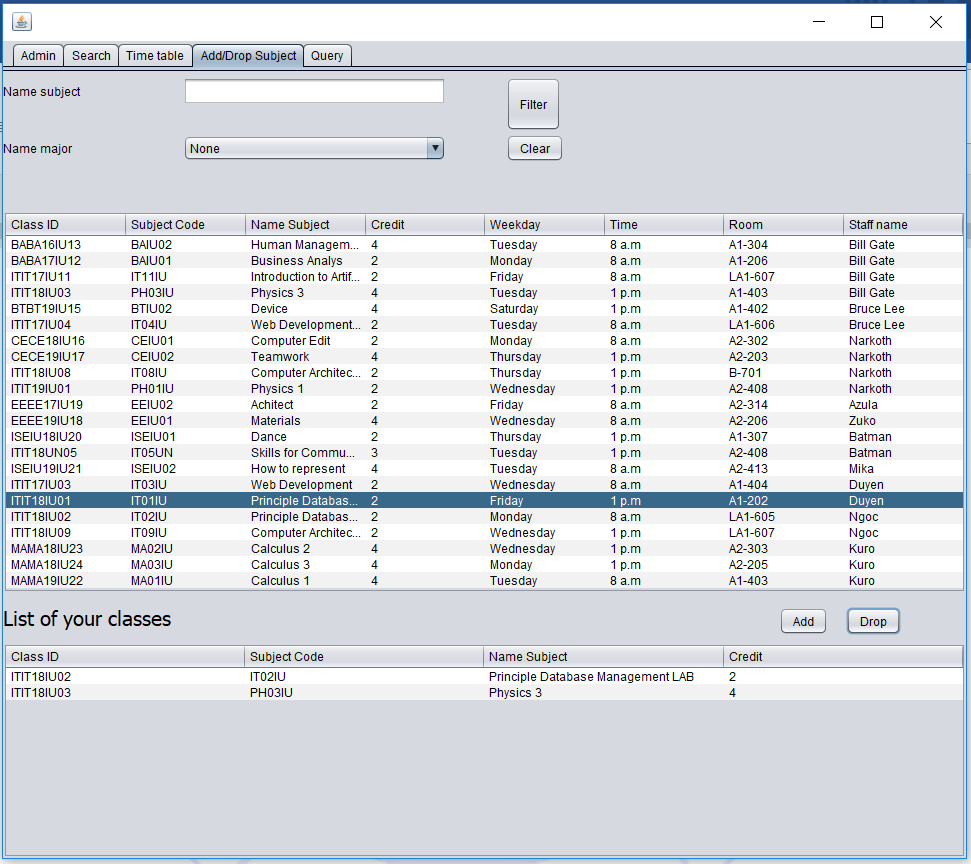 Admin Search Time table Add/Drop Subject Query
Name subject
Filter
Name major None Clear
Class ID Subject Code Name Subject Credit Weekday Time Room Staff name
BABA16IU13 BAIU02 Human Managem... 4 Tuesday 8 a.m A1-304 Bill Gate
BABA17IU12 BAIU01 Business Analys 2 Monday 8 a.m A1-206 Bill Gate
ITIT17IU11 IT11IU Introduction to Artif... 2 Friday 8 a.m LA1-607 Bill Gate
ITIT18IU03 PH03IU Physics 3 4 Tuesday 1 p.m A1-403 Bill Gate
BTBT19IU15 BTIU02 Device 4 Saturday 1 p.m A1-402 Bruce Lee
ITIT17IU04 IT04IU Web Development... 2 Tuesday 8 a.m LA1-606 Bruce Lee
CECE18IU16 CEIU01 Computer Edit 2 Monday 8 a.m A2-302 Narkoth
CECE19IU17 CEIU02 Teamwork 4 Thursday 1 p.m A2-203 Narkoth
ITIT18IU08 IT08IU Computer Architec... 2 Thursday 1 p.m B-701 Narkoth
ITIT19IU01 PH01IU Physics 1 2 Wednesday 1 p.m A2-408 Narkoth
EEEE17IU19 EEIU02 Achitect 2 Friday 8 a.m A2-314 Azula
EEEE19IU18 EEIU01 Materials 4 Wednesday 8 a.m A2-206 Zuko
ISEIU18IU20 ISEIU01 Dance 2 Thursday 1 p.m A1-307 Batman
ITIT18UN05 IT05UN Skills for Commu... 3 Tuesday 1 p.m A2-408 Batman
ISEIU19IU21 ISEIU02 How to represent 4 Tuesday 8 a.m A2-413 Mika
ITIT17IU03 IT03IU Web Development 2 Wednesday 8 a.m A1-404 Duyen
ITIT18IU01 IT01IU Principle Databas... 2 Friday 1 p.m A1-202 Duyen
ITIT18IU02 IT02IU Principle Databas... 2 Monday 8 a.m LA1-605 Ngoc
ITIT18IU09 IT09IU Computer Architec... 2 Wednesday 1 p.m LA1-607 Ngoc
MAMA18IU23 MA02IU Calculus 2 4 Wednesday 1 p.m A2-303 Kuro
MAMA18IU24 MA03IU Calculus 3 4 Monday 1 p.m A2-205 Kuro
MAMA19IU22 MA01IU Calculus 1 4 Tuesday 8 a.m A1-403 Kuro
List of your classes Add Drop
Class ID Subject Code Name Subject Credit
ITIT18IU02 IT02IU Principle Database Management LAB 2
ITIT18IU03 PH03IU Physics 3 4